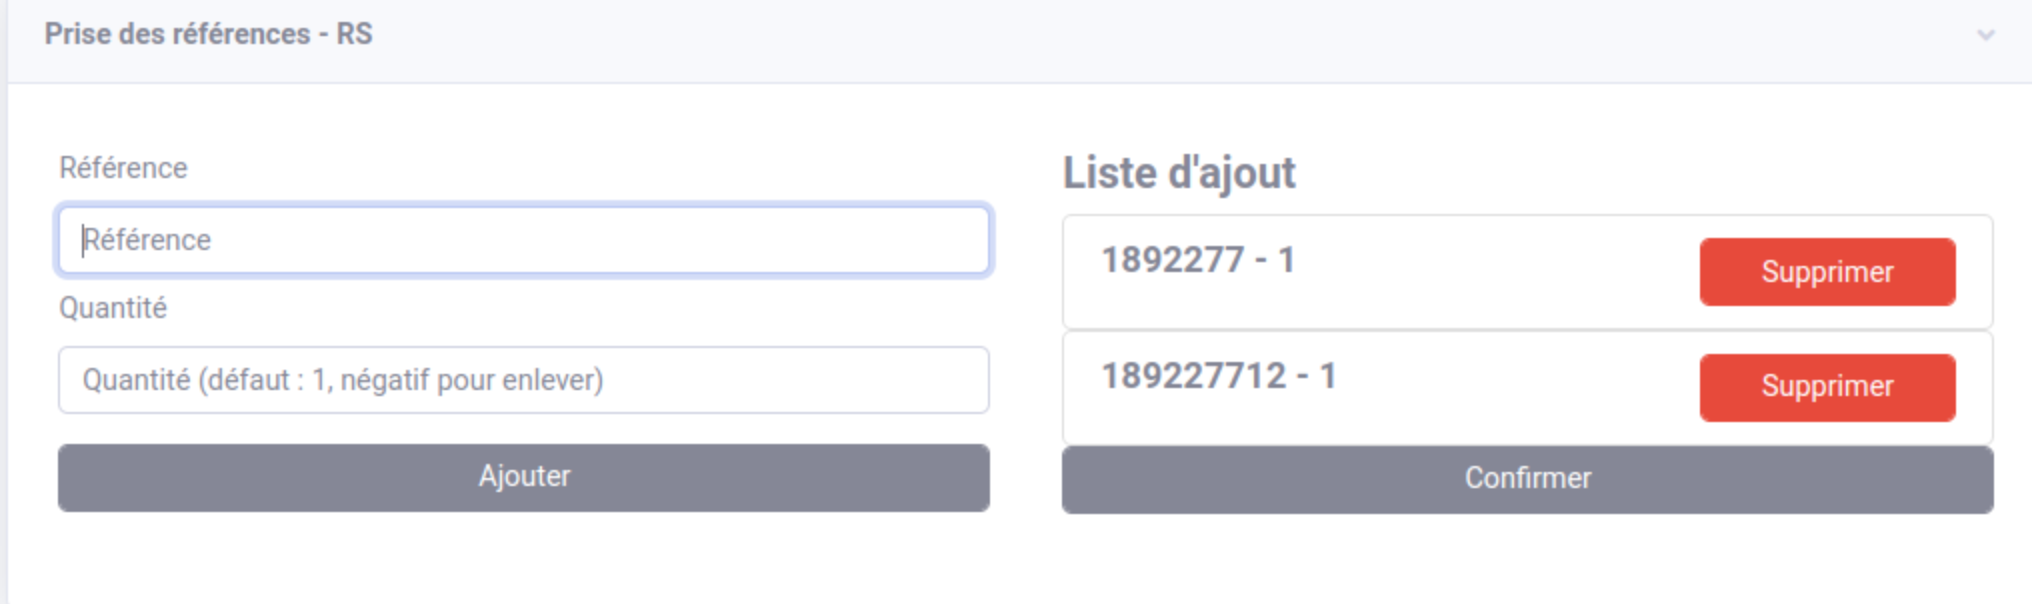 Prise des références - RS
Référence
Référence
Quantité
Quantité (défaut : 1, négatif pour enlever)
Ajouter
Liste d'ajout
1892277 - 1
Supprimer
189227712 - 1
Supprimer
Confirmer